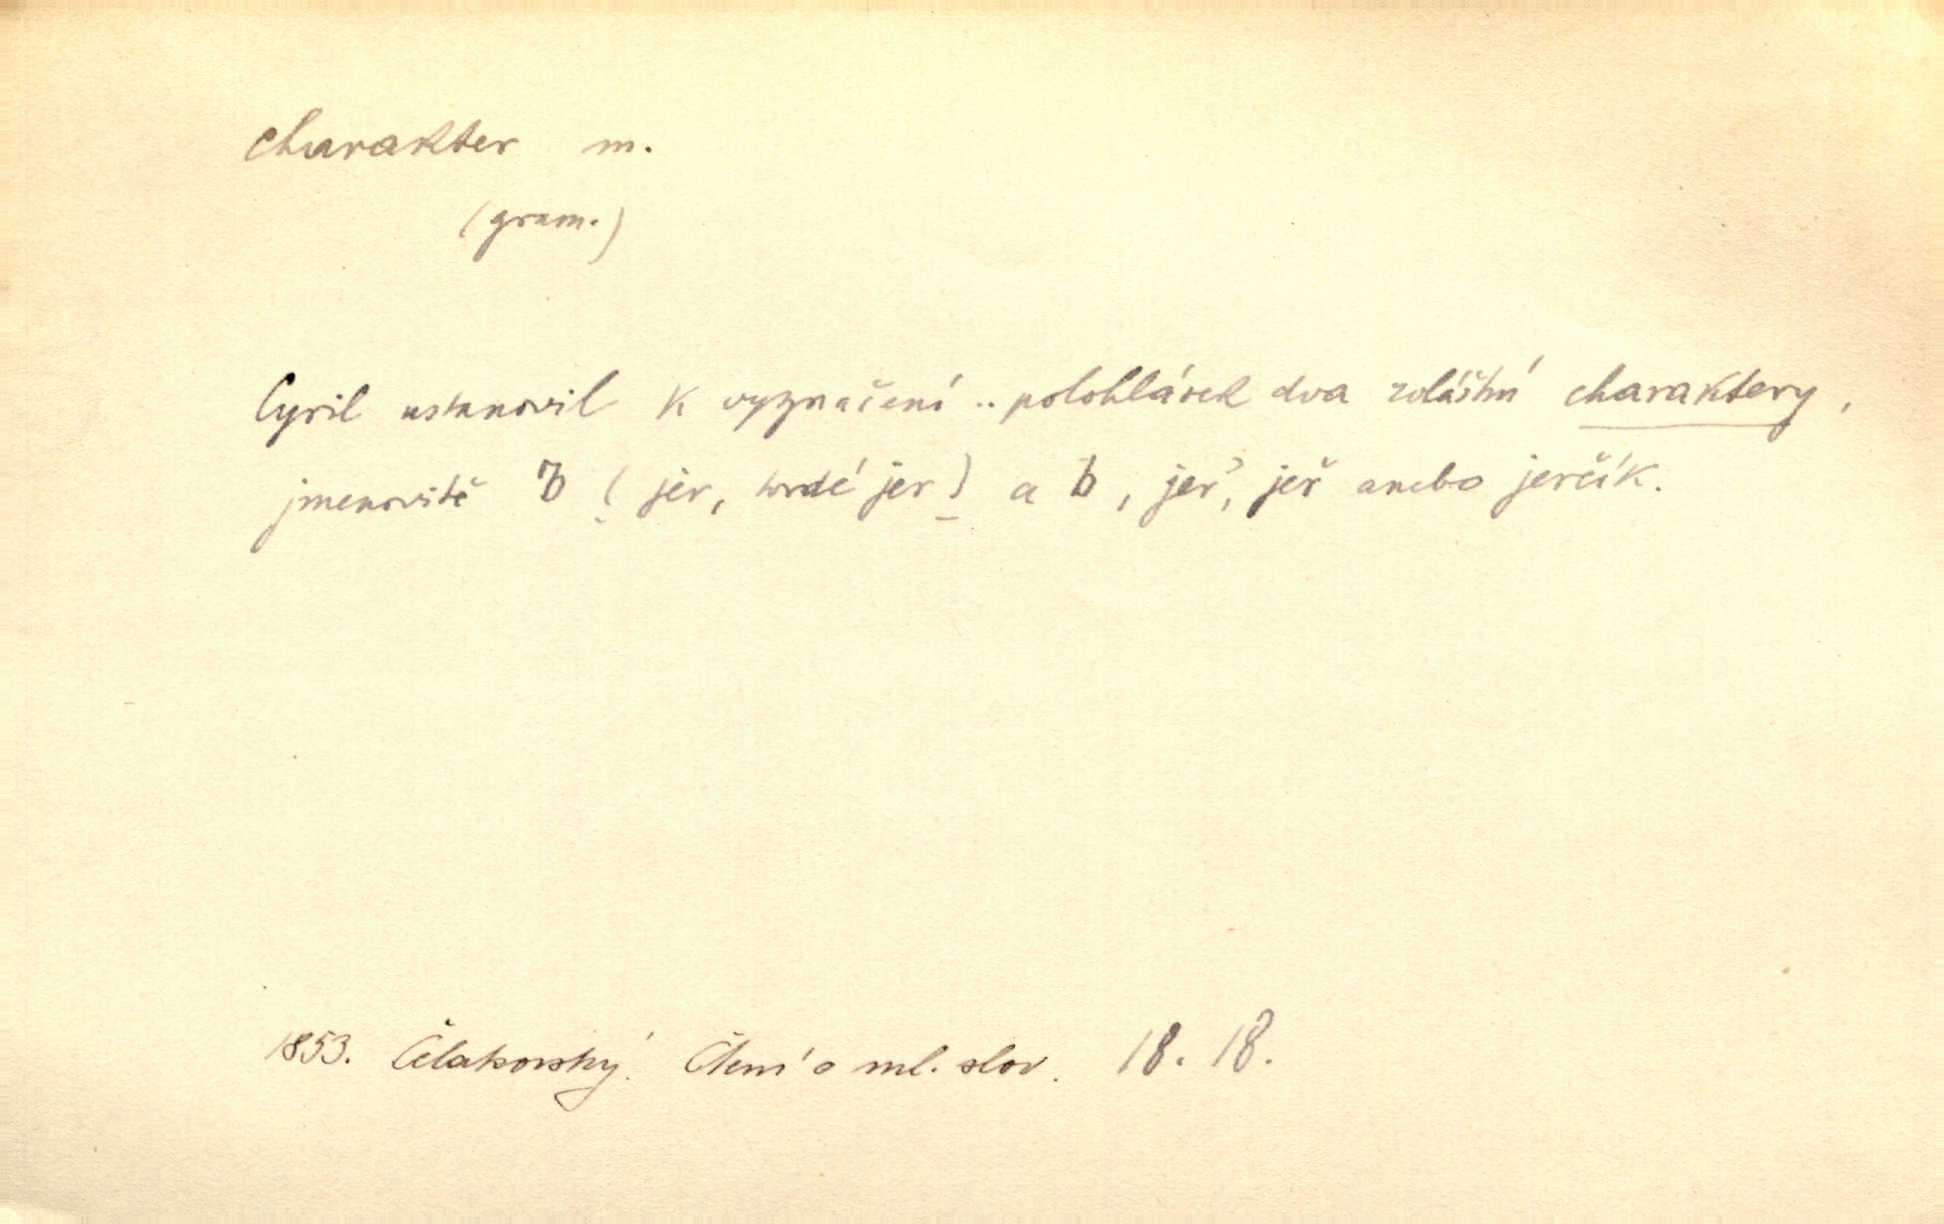 charakter m.
(gram.)
Cyril ustanovil k vyznačení .. polohlásek dva zvláštní charaktery,
jmenovitě ъ (jer, tvrdé jer) a ь, jer', jeř anebo jerčík.
1853. Čelakovský. Čtení o ml. slov. 18. 18.